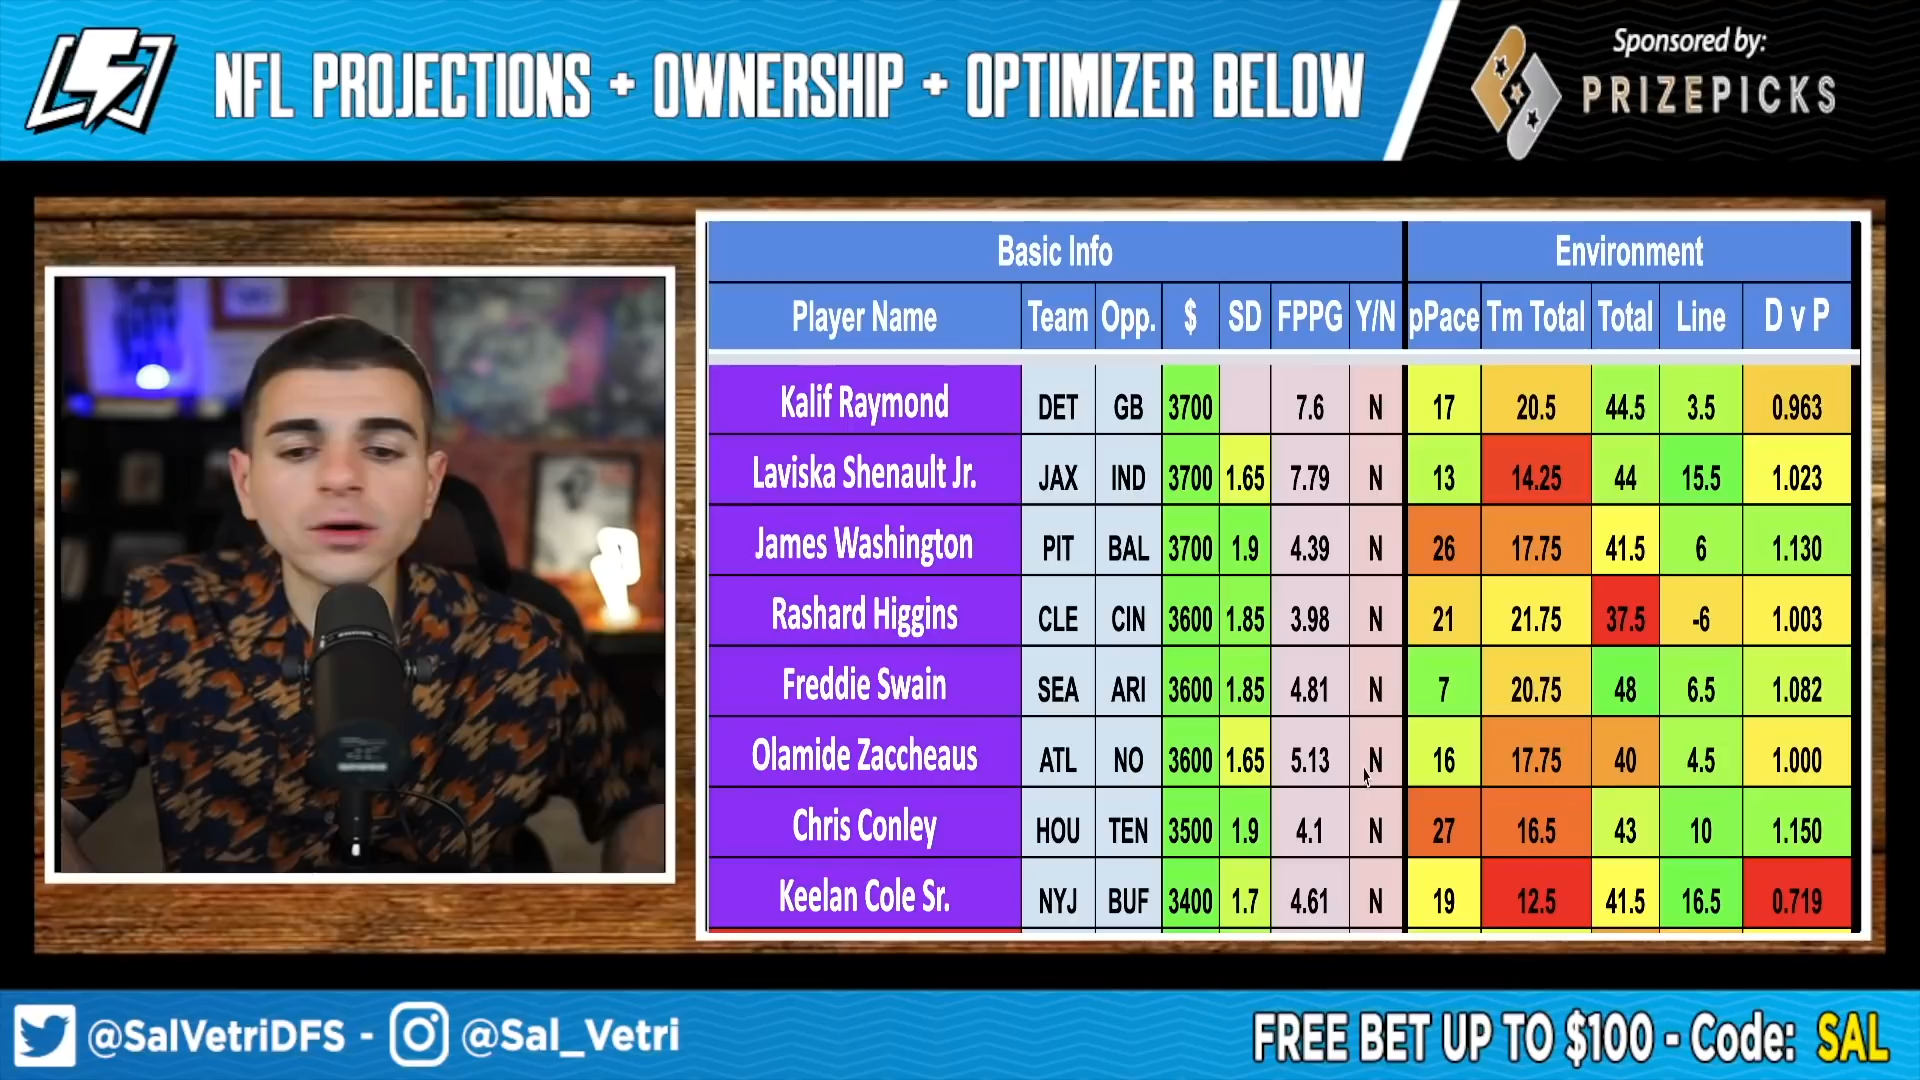 NFL PROJECTIONS + OWNERSHIP + OPTIMIZER BELOW
Sponsored by:
PRIZEPICKS
Basic Info Environment
Player Name Team Opp. $ SD FPPG Y/N pPace Tm Total Total Line D v P
Kalif Raymond DET GB 3700 7.6 N 17 20.5 44.5 3.5 0.963
Laviska Shenault Jr. JAX IND 3700 1.65 7.79 N 13 14.25 44 15.5 1.023
James Washington PIT BAL 3700 1.9 4.39 N 26 17.75 41.5 6 1.130
Rashard Higgins CLE CIN 3600 1.85 3.98 N 21 21.75 37.5 -6 1.003
Freddie Swain SEA ARI 3600 1.85 4.81 N 7 20.75 48 6.5 1.082
Olamide Zaccheaus ATL NO 3600 1.65 5.13 N 16 17.75 40 4.5 1.000
Chris Conley HOU TEN 3500 1.9 4.1 N 27 16.5 43 10 1.150
Keelan Cole Sr. NYJ BUF 3400 1.7 4.61 N 19 12.5 41.5 16.5 0.719
@SalVetriDFS - @Sal_Vetri
FREE BET UP TO $100 - Code: SAL